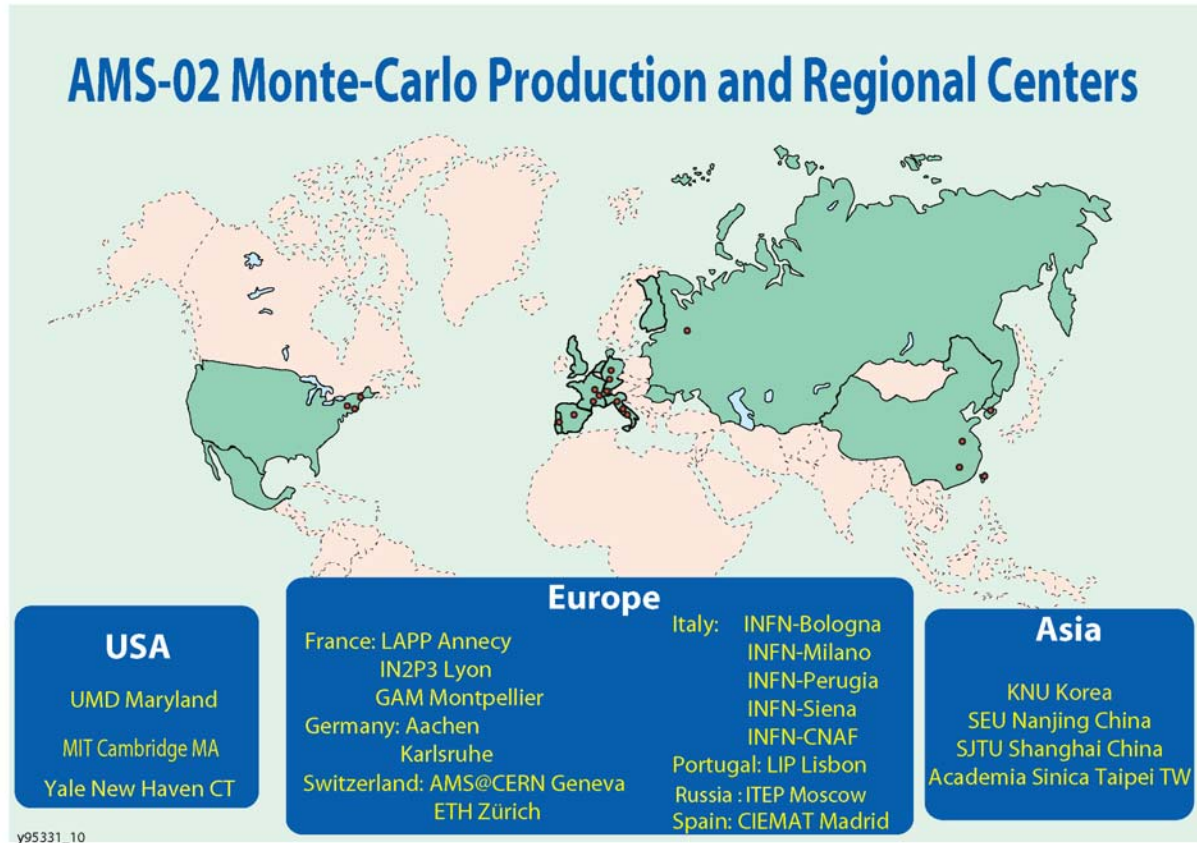 AMS-02 Monte-Carlo Production and Regional Centers
USA
UMD Maryland
MIT Cambridge MA
Yale New Haven CT
Europe
France: LAPP Annecy
IN2P3 Lyon
GAM Montpellier
Germany: Aachen
Karlsruhe
Switzerland: AMS@CERN Geneva
ETH Zürich
Italy: INFN-Bologna
INFN-Milano
INFN-Perugia
INFN-Siena
INFN-CNAF
Portugal: LIP Lisbon
Russia : ITEP Moscow
Spain: CIEMAT Madrid
Asia
KNU Korea
SEU Nanjing China
SJTU Shanghai China
Academia Sinica Taipei TW
y95331_10